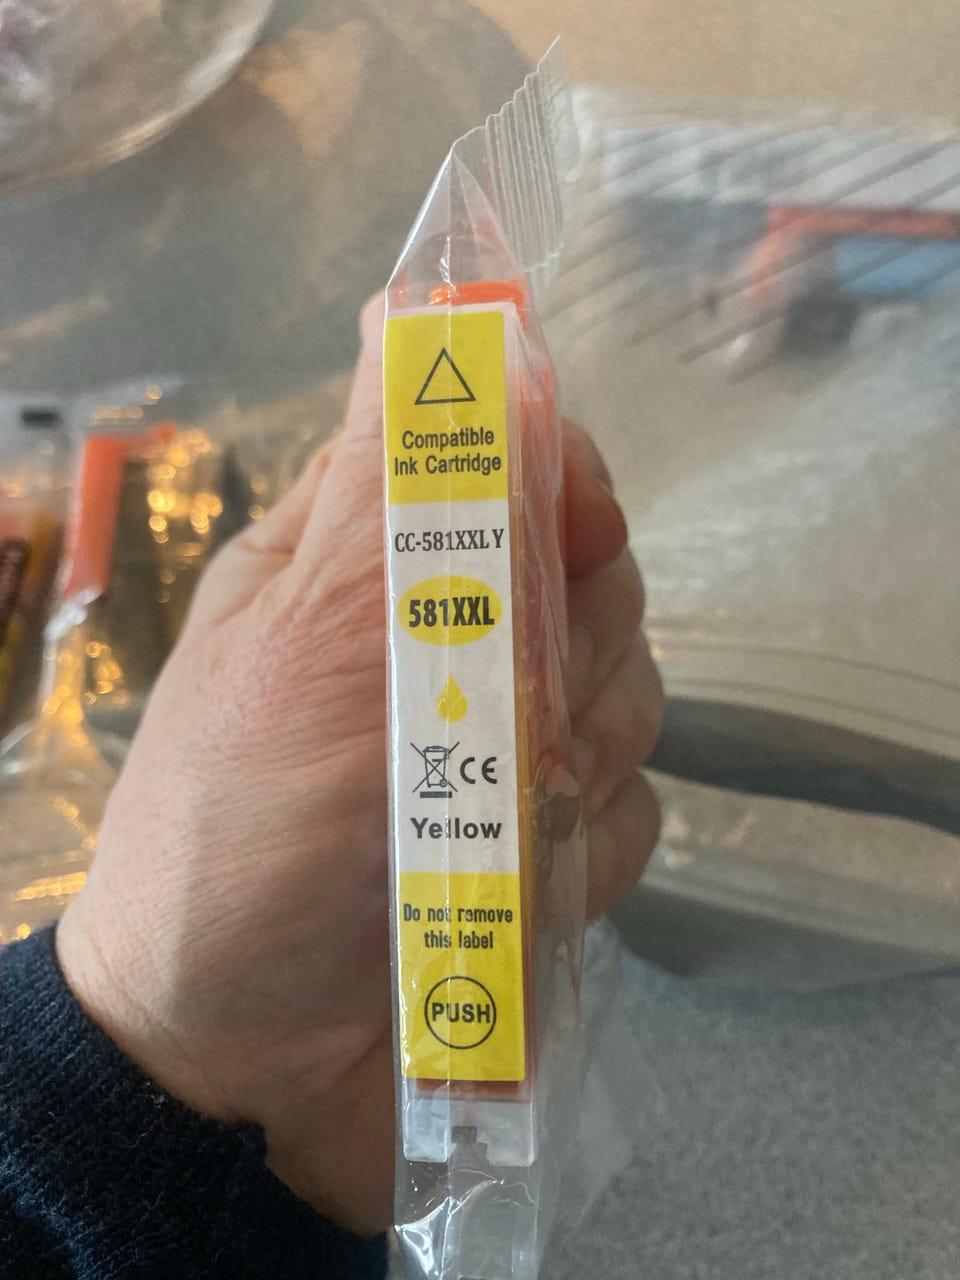 Compatible
Ink Cartridge
CC-581XXL Y
581XXL
CE
Yellow
Do not remove
this label
PUSH